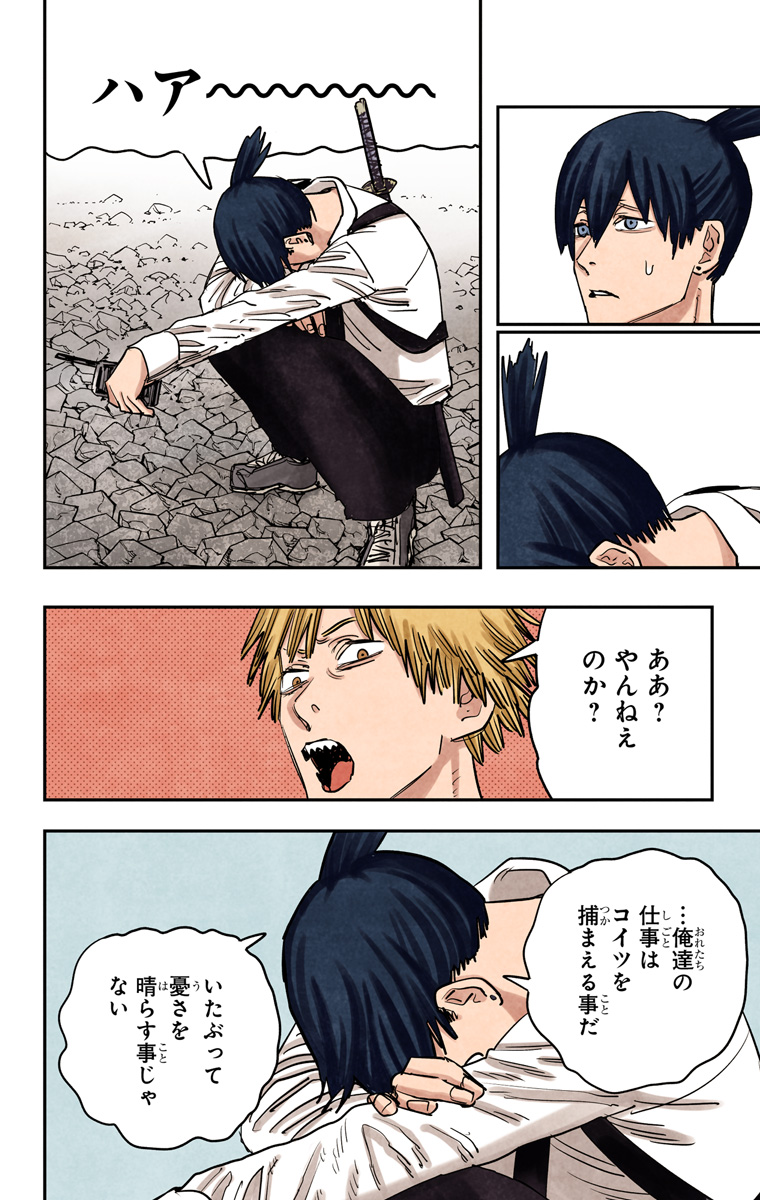 ハア〜〜〜〜〜〜〜〜
ああ？
やんねえ
のか？
…俺達の
仕事は
コイツを
捕まえる事だ
いたぶって
憂さを
晴らす事じゃ
ない